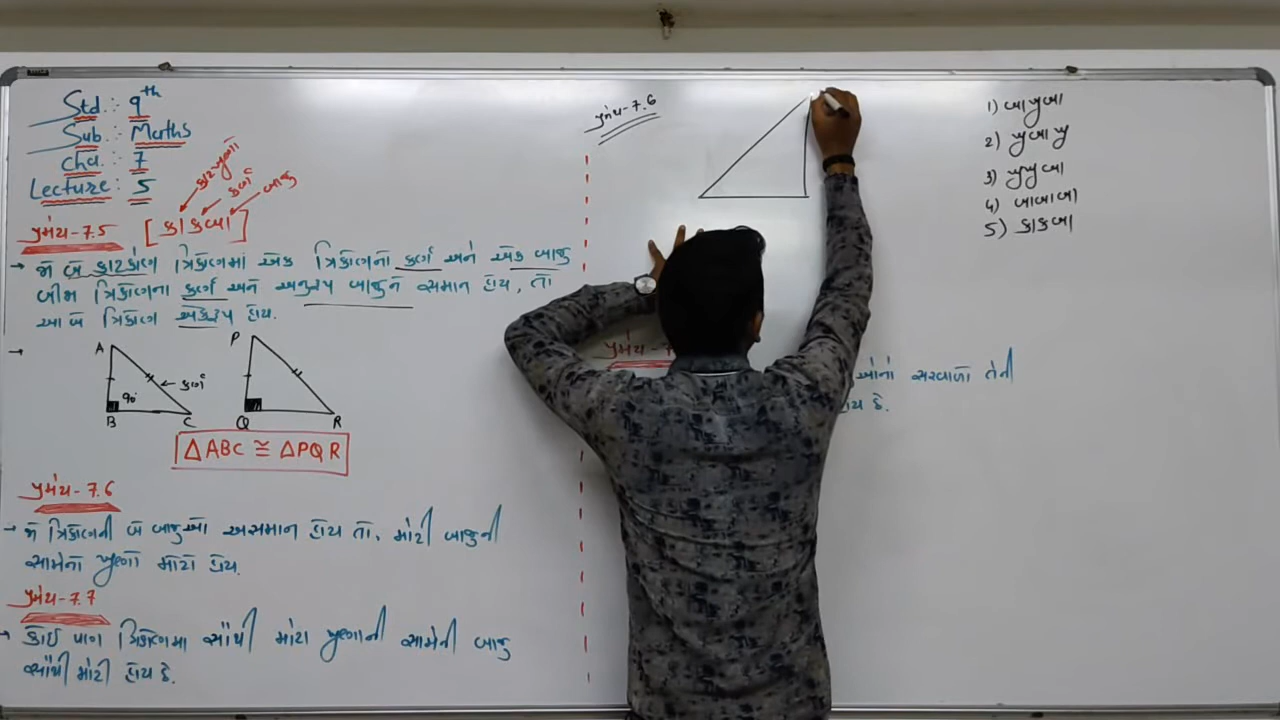 Std. : 9th
Sub. : Maths
cha. : 7
Lecture : 5
કાટખૂણો
કર્ણ
બાજુ
પ્રમેય-7.5 [કાકબા]
→ જો બે કાટકોણ ત્રિકોણમાં એક ત્રિકોણનો કર્ણ અને એક બાજુ
બીજા ત્રિકોણના કર્ણ અને અનુરૂપ બાજુને સમાન હોય, તો
આ બે ત્રિકોણ એકરૂપ હોય.
→
A
કર્ણ
90°
B
C
P
Q
R
△ABC ≅ △PQR
પ્રમેય-7.6
→ જો ત્રિકોણની બે બાજુઓ અસમાન હોય તો, મોટી બાજુની
સામેનો ખૂણો મોટો હોય.
પ્રમેય-7.7
→ કોઈ પણ ત્રિકોણમા સૌથી મોટા ખૂણાની સામેની બાજુ
સૌથી મોટી હોય છે.
પ્રમેય-7.6
પ્રમેય-7
સરવાળો તેની
છે.
1) બાખૂબા
2) ખૂબાખૂ
3) ખૂખૂબા
4) બાબાબા
5) કાકબા